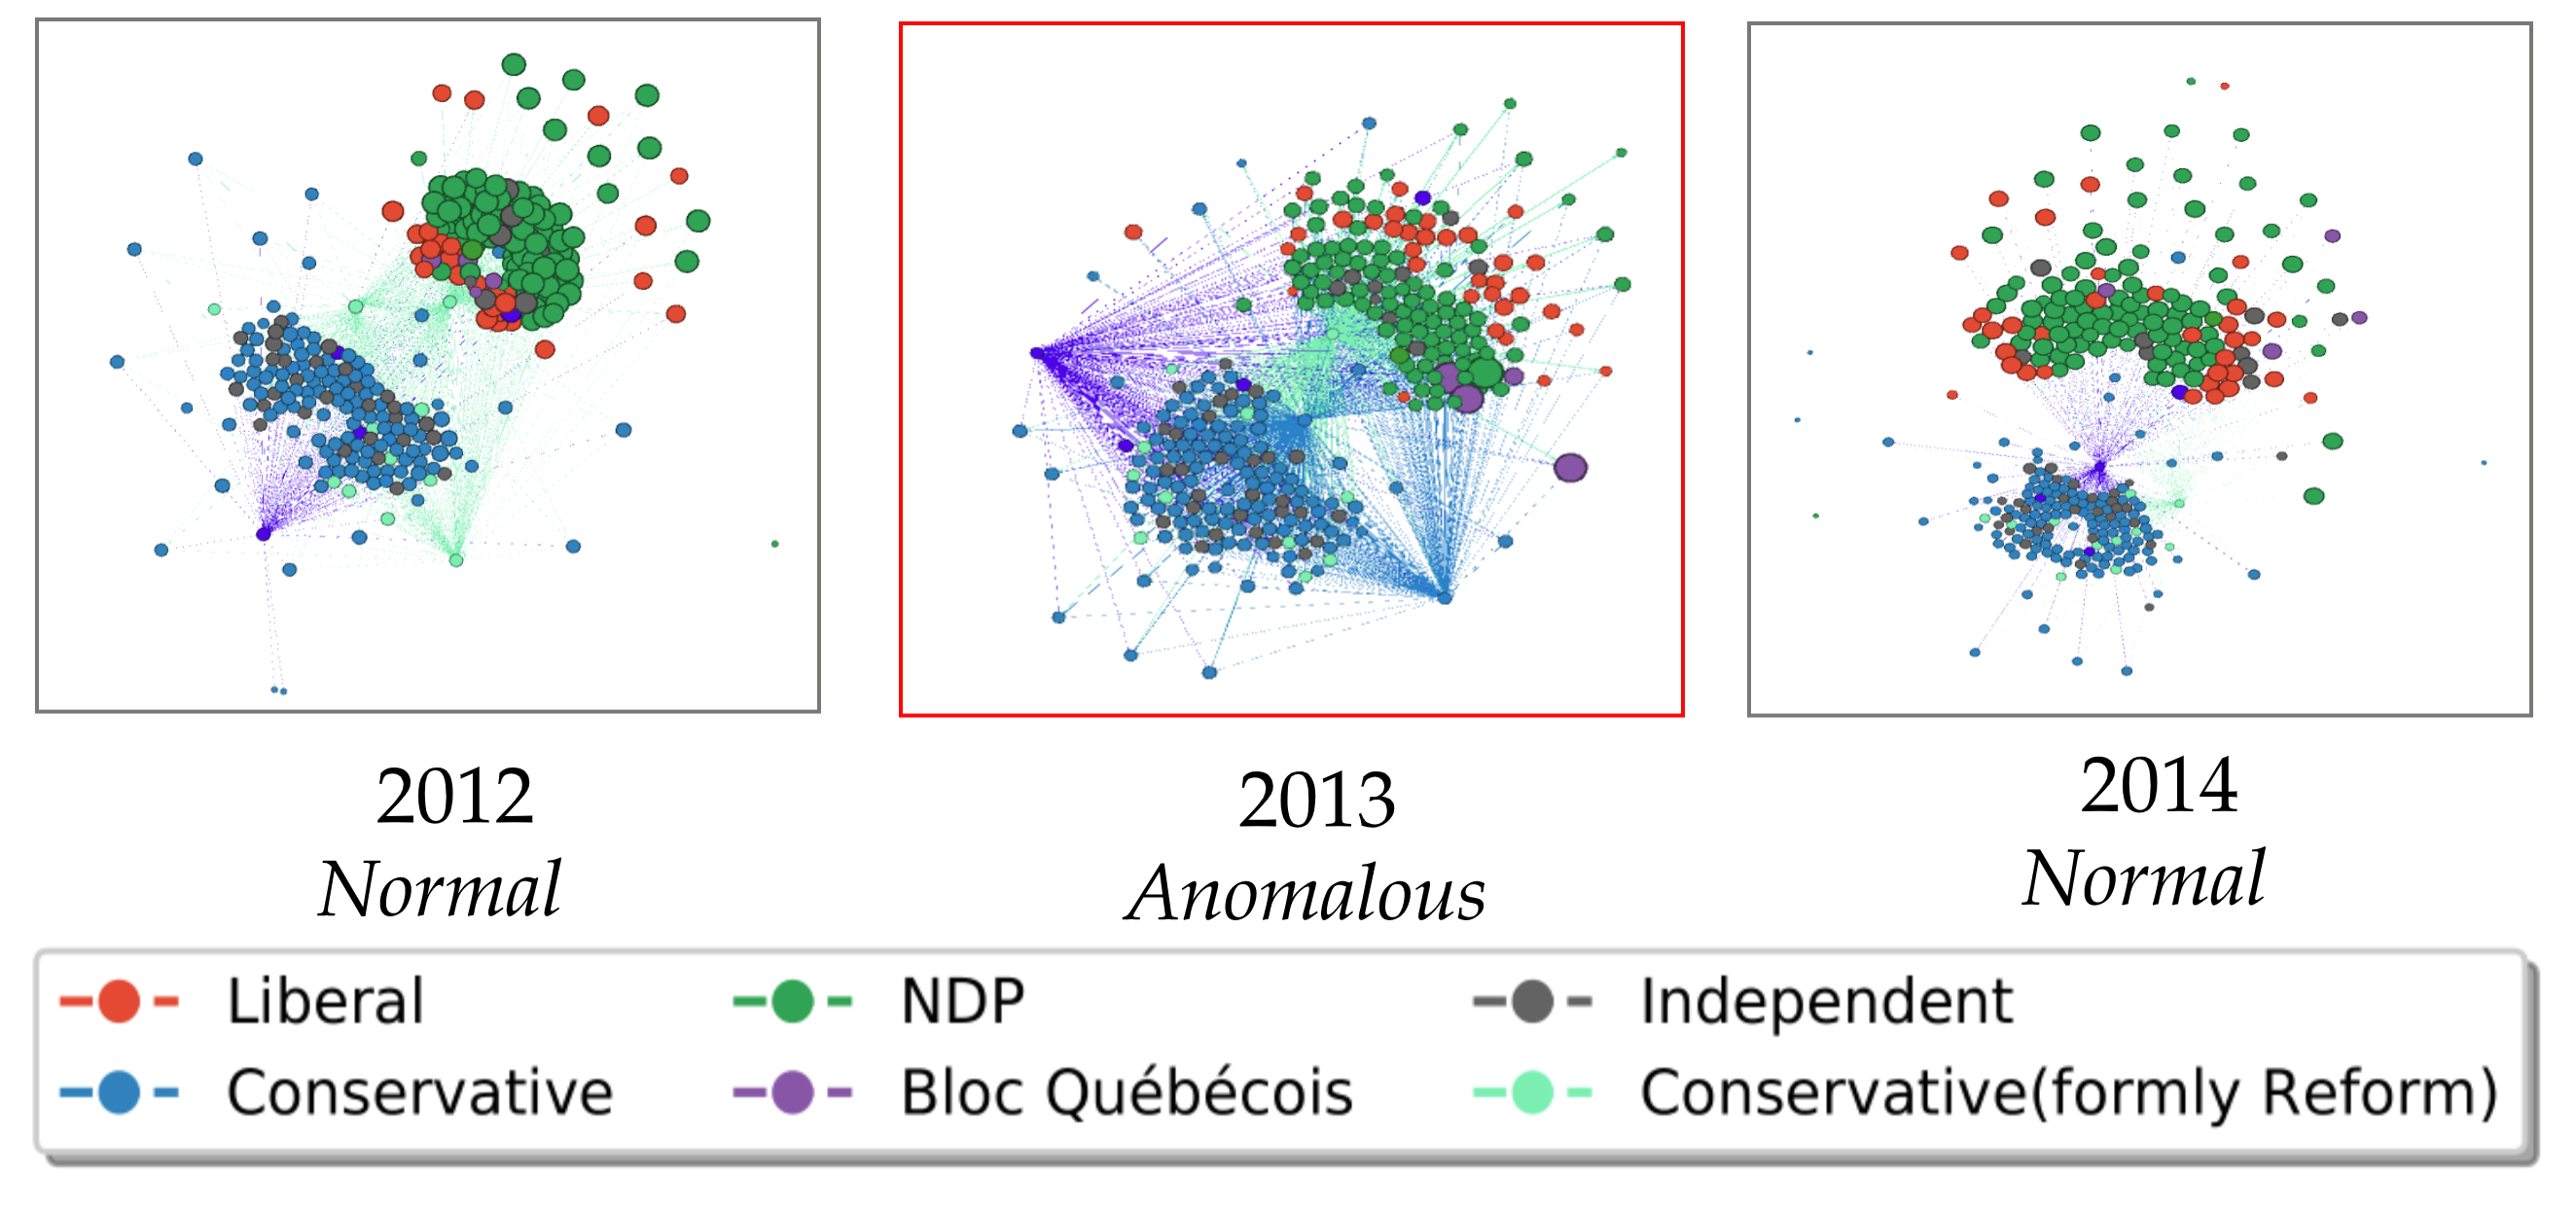 2012 2013 2014
Normal Anomalous Normal
Liberal NDP Independent
Conservative Bloc Québécois Conservative(formly Reform)